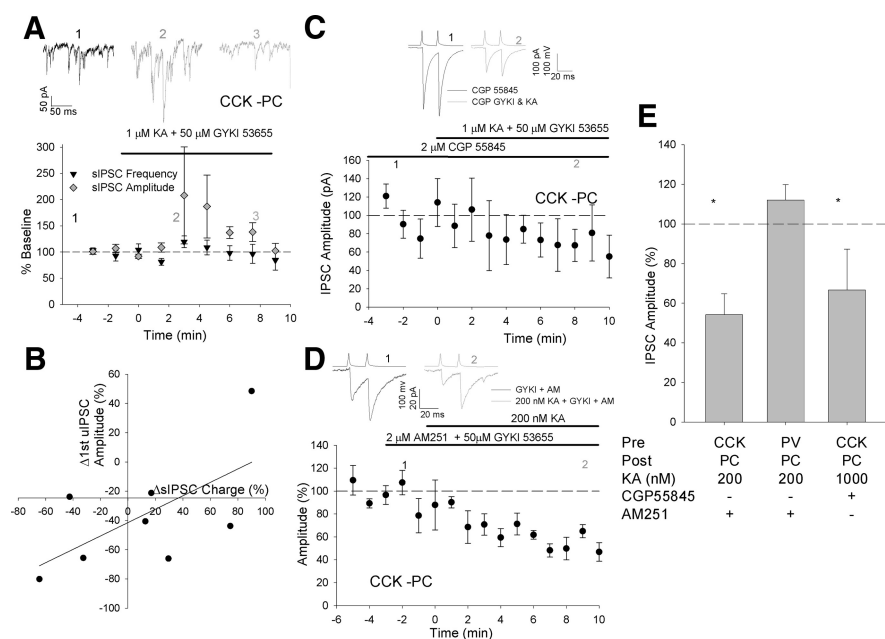 A
1
2
3
50 pA
50 ms
CCK -PC
1 μM KA + 50 μM GYKI 53655
300
250
200
150
100
50
0
% Baseline
sIPSC Frequency
sIPSC Amplitude
1
2
3
-4 -2 0 2 4 6 8 10
Time (min)
B
Δ1st uIPSC
Amplitude (%)
60
40
20
0
-20
-40
-60
-80
-100
ΔsIPSC Charge (%)
-80 -60 -40 -20 0 20 40 60 80 100
C
1
2
100 pA
100 mV
20 ms
CGP 55845
CGP GYKI & KA
1 μM KA + 50 μM GYKI 53655
2 μM CGP 55845
160
140
120
100
80
60
40
20
0
IPSC Amplitude (pA)
1
2
CCK -PC
-4 -2 0 2 4 6 8 10
Time (min)
D
1
2
100 mV
20 pA
20 ms
GYKI + AM
200 nM KA + GYKI + AM
200 nM KA
2 μM AM251 + 50μM GYKI 53655
140
120
100
80
60
40
20
0
Amplitude (%)
1
2
CCK -PC
-6 -4 -2 0 2 4 6 8 10
Time (min)
E
140
120
100
80
60
40
20
0
IPSC Amplitude (%)
* *
Pre CCK PV CCK
Post PC PC PC
KA (nM) 200 200 1000
CGP55845 - - +
AM251 + + -